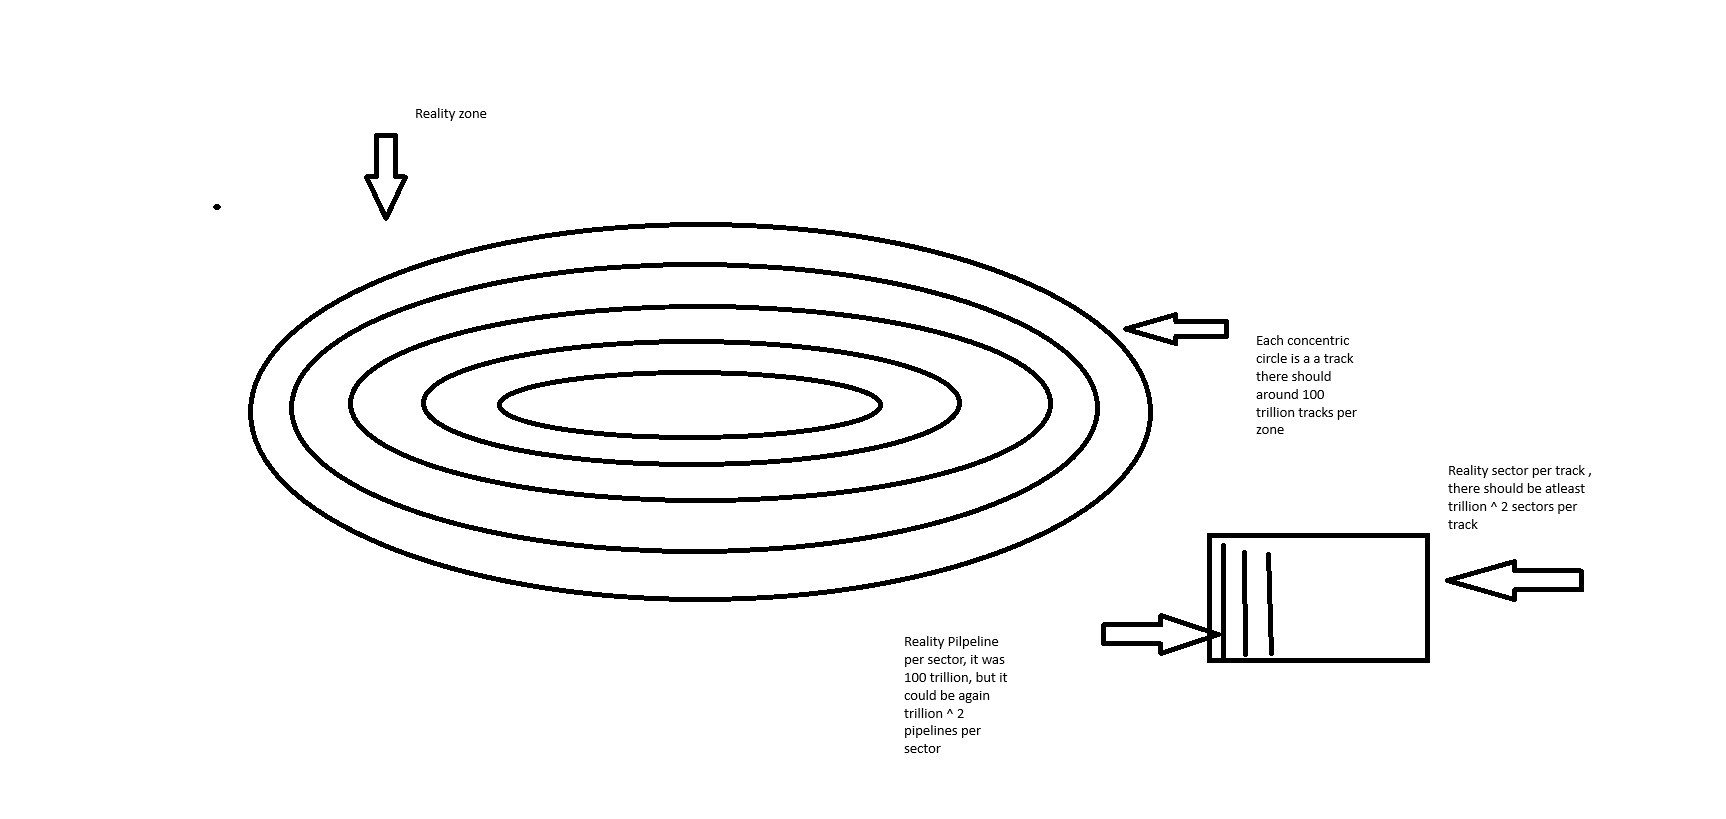 Reality zone
Each concentric
circle is a a track
there should
around 100
trillion tracks per
zone
Reality sector per track ,
there should be atleast
trillion ^ 2 sectors per
track
Reality Pilpeline
per sector, it was
100 trillion, but it
could be again
trillion ^ 2
pipelines per
sector